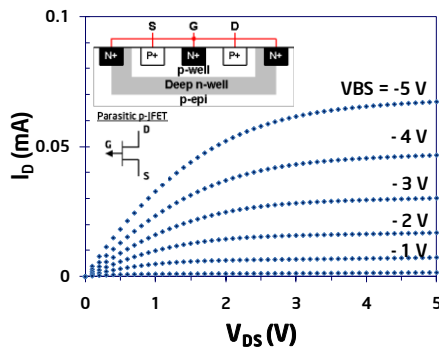 S G D
N+ P+ N+ P+ N+
p-well
Deep n-well
p-epi
Parasitic p-JFET
D
G
S
VBS = -5 V
- 4 V
- 3 V
- 2 V
- 1 V
0.1
0.05
0
I_D (mA)
0 1 2 3 4 5
V_DS (V)